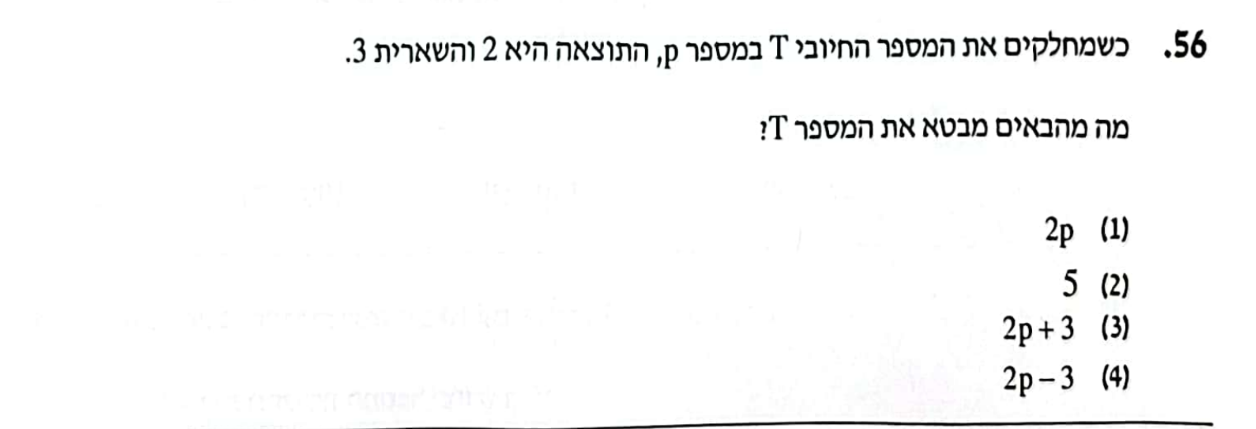 56. כשמחלקים את המספר החיובי T במספר p, התוצאה היא 2 והשארית 3.
מה מהבאים מבטא את המספר T?
(1) 2p
(2) 5
(3) 2p + 3
(4) 2p – 3